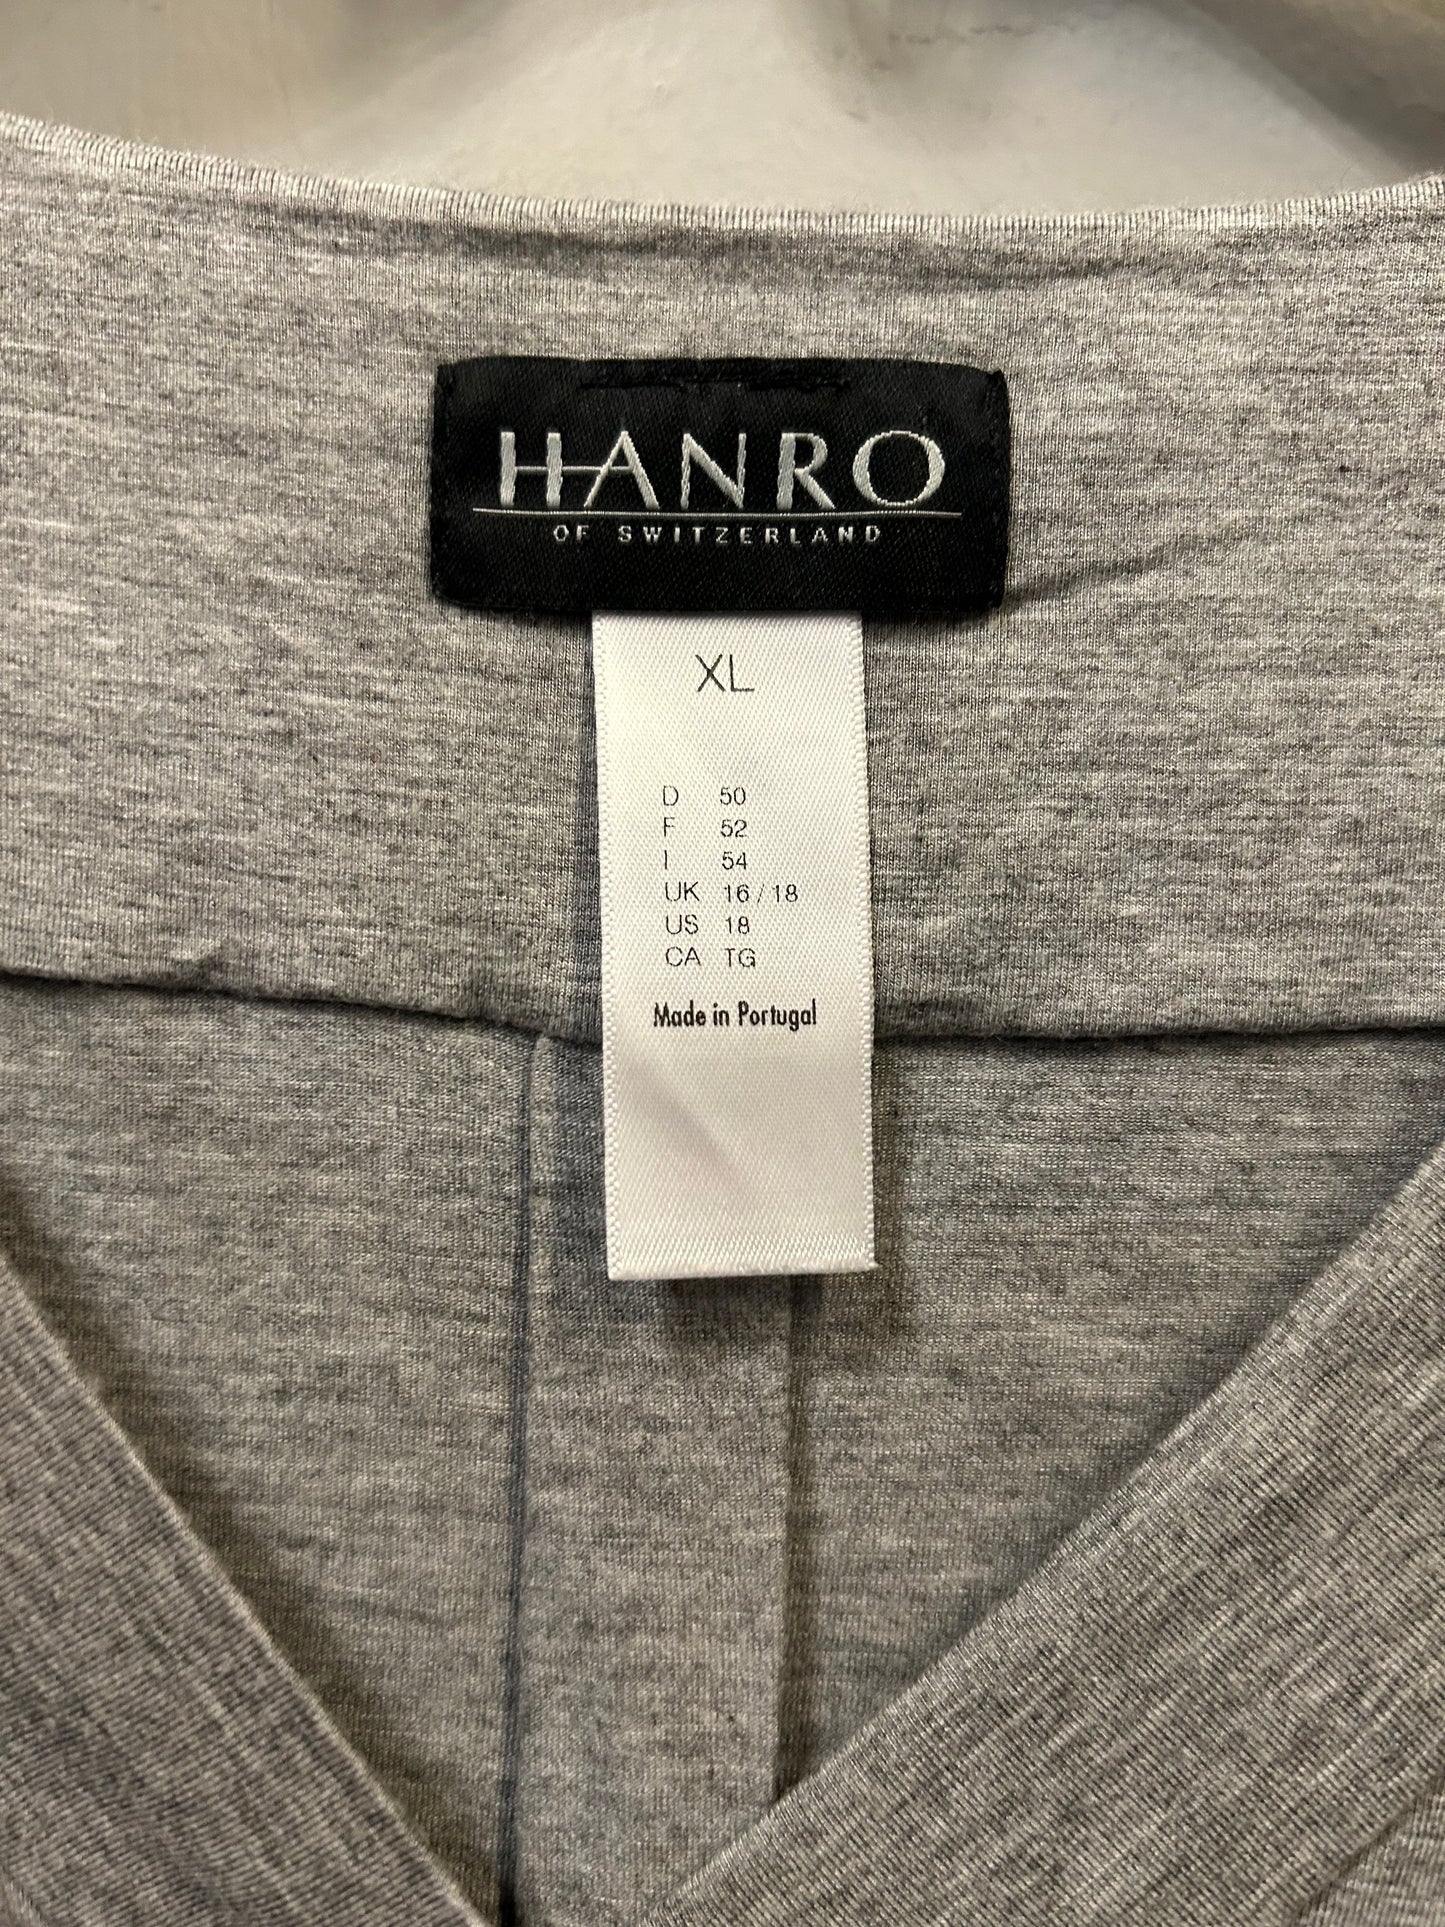 HANRO
OF SWITZERLAND
XL
D 50
F 52
I 54
UK 16 / 18
US 18
CA TG
Made in Portugal